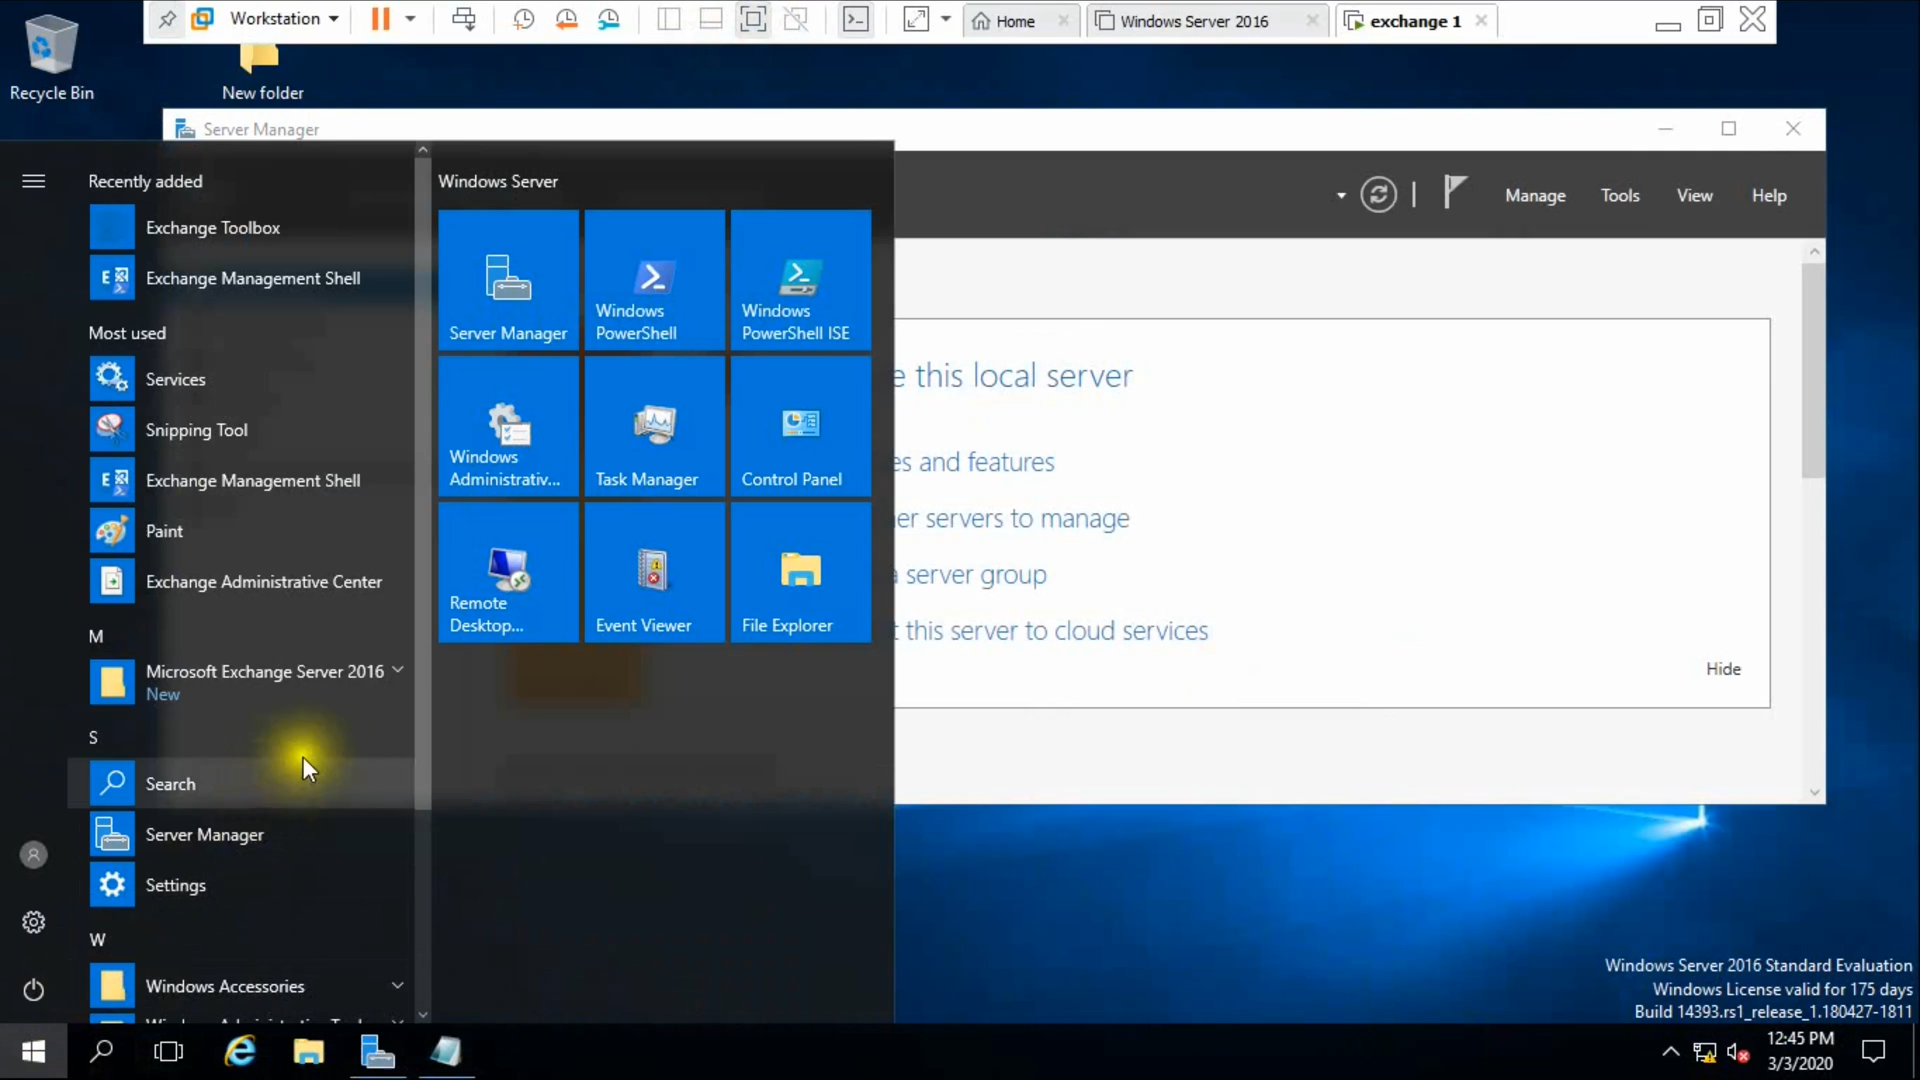 Workstation
Home
Windows Server 2016
exchange 1
Recycle Bin
New folder
Server Manager
Manage
Tools
View
Help
Recently added
Exchange Toolbox
Exchange Management Shell
Most used
Services
Snipping Tool
Exchange Management Shell
Paint
Exchange Administrative Center
M
Microsoft Exchange Server 2016
New
S
Search
Server Manager
Settings
W
Windows Accessories
Windows Server
Server Manager
Windows
PowerShell
Windows
PowerShell ISE
Windows
Administrativ...
Task Manager
Control Panel
Remote
Desktop...
Event Viewer
File Explorer
e this local server
es and features
er servers to manage
a server group
t this server to cloud services
Hide
Windows Server 2016 Standard Evaluation
Windows License valid for 175 days
Build 14393.rs1_release_1.180427-1811
12:45 PM
3/3/2020